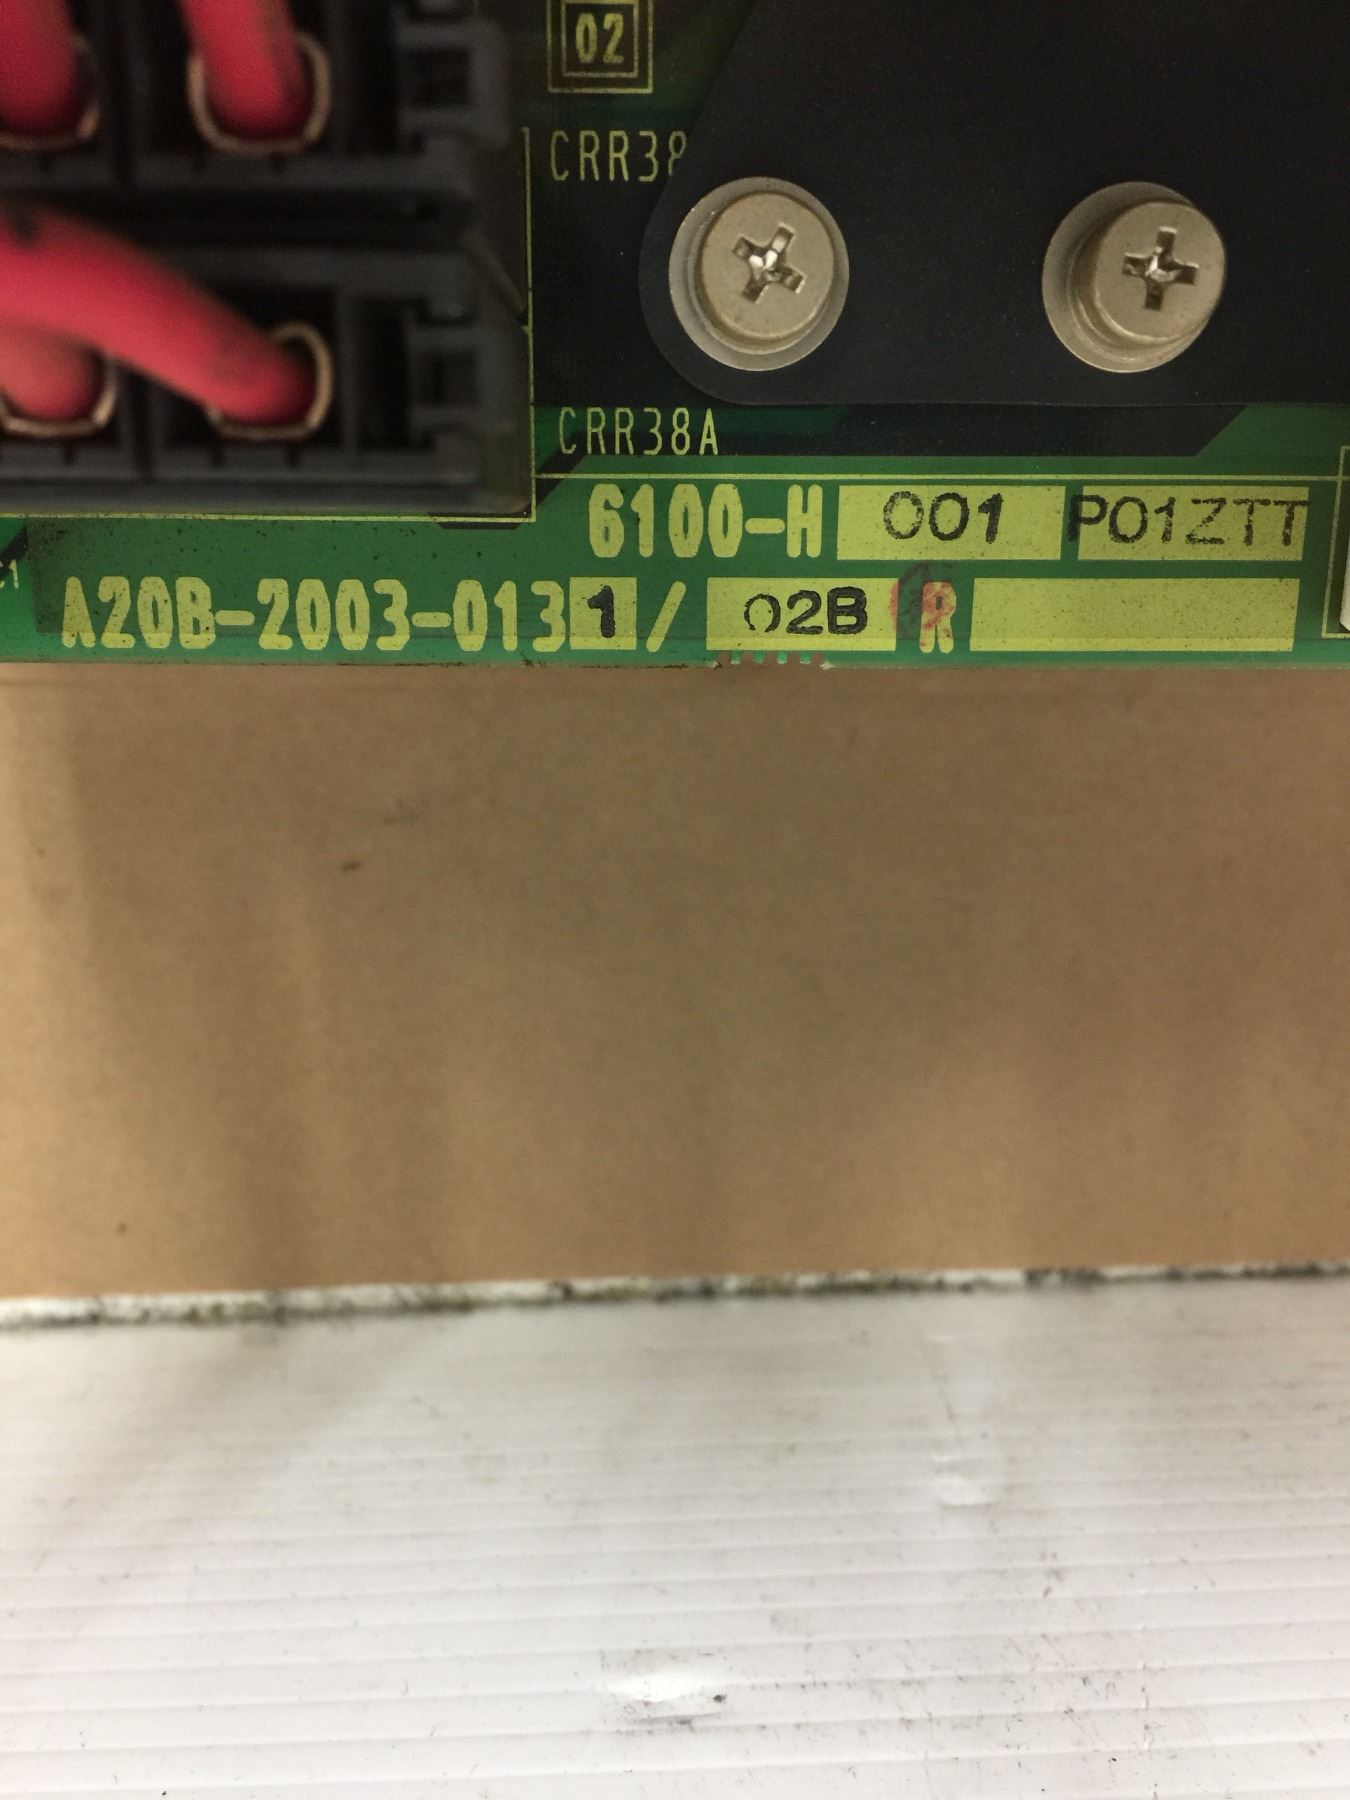 02
CRR38
CRR38A
6100-H 001 P01ZTT
A20B-2003-0131/ 02B R